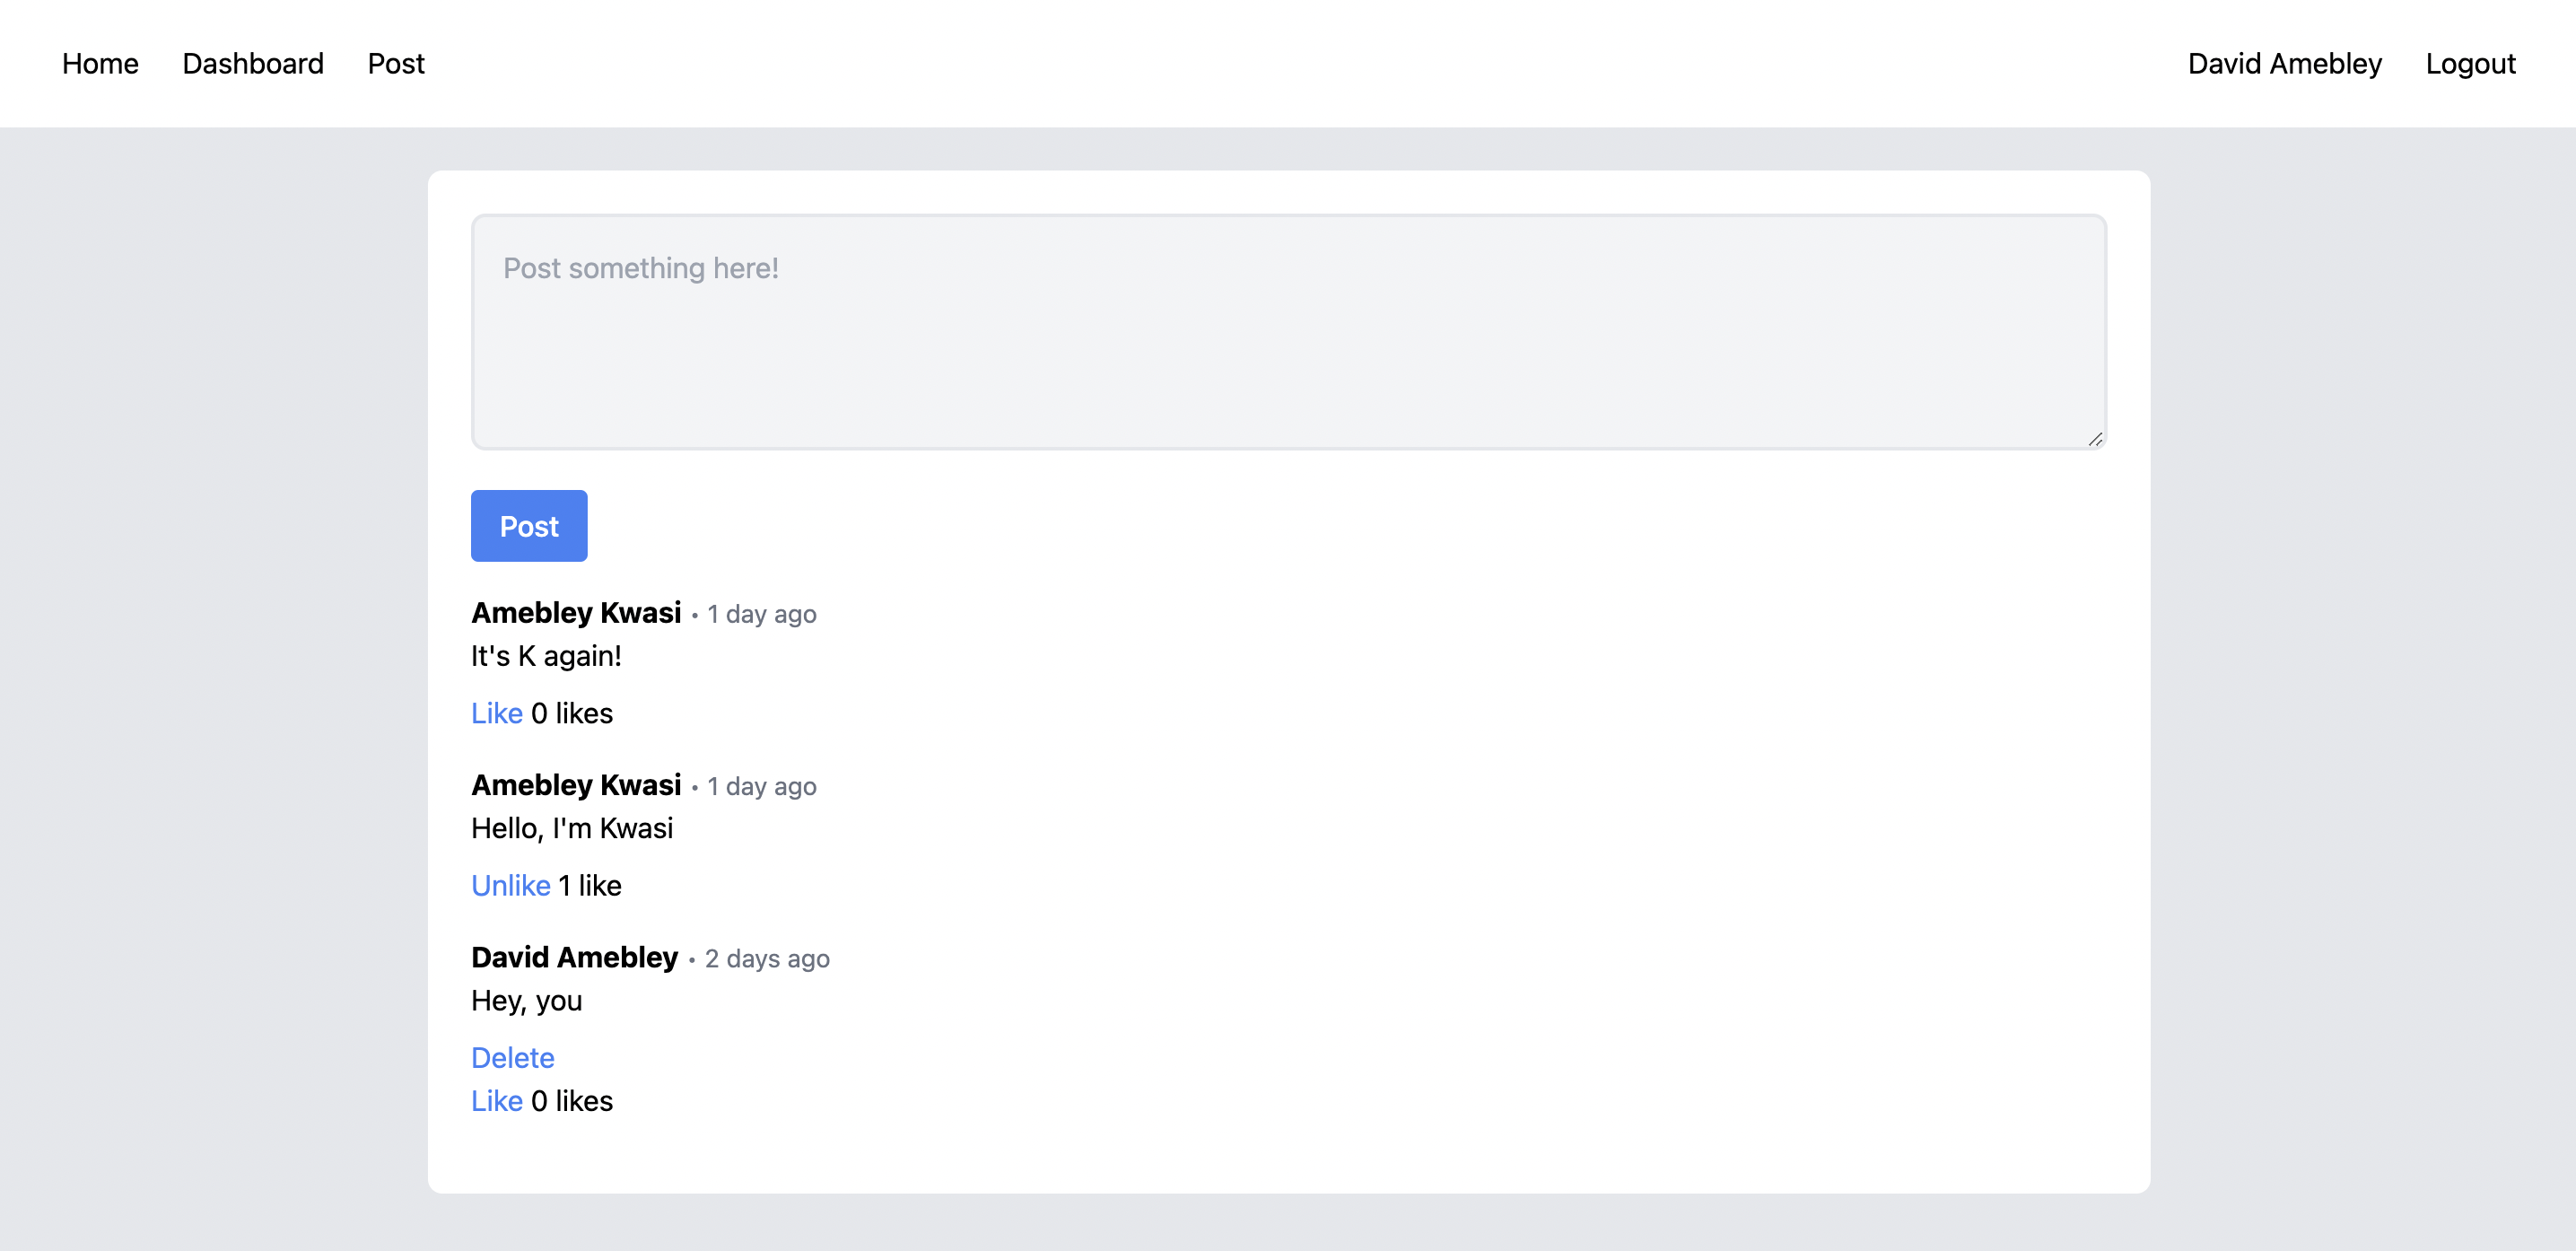 Home Dashboard Post David Amebley Logout
Post something here!
Post
Amebley Kwasi • 1 day ago
It's K again!
Like 0 likes
Amebley Kwasi • 1 day ago
Hello, I'm Kwasi
Unlike 1 like
David Amebley • 2 days ago
Hey, you
Delete
Like 0 likes